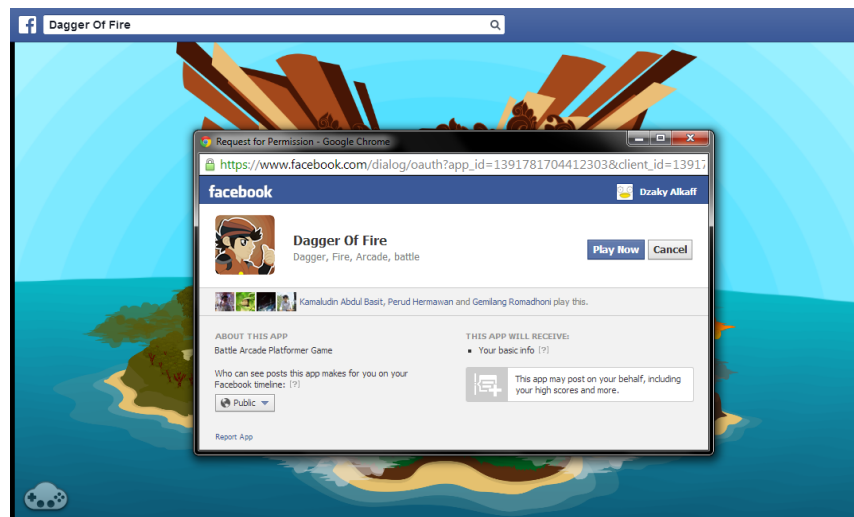 Dagger Of Fire
Request for Permission - Google Chrome
https://www.facebook.com/dialog/oauth?app_id=1391781704412303&client_id=13917
facebook
Dzaky Alkaff
Dagger Of Fire
Dagger, Fire, Arcade, battle
Play Now
Cancel
Kamaludin Abdul Basit, Perud Hermawan and Gemilang Romadhoni play this.
ABOUT THIS APP
Battle Arcade Platformer Game
Who can see posts this app makes for you on your
Facebook timeline: [?]
Public
Report App
THIS APP WILL RECEIVE:
Your basic info [?]
This app may post on your behalf, including
your high scores and more.